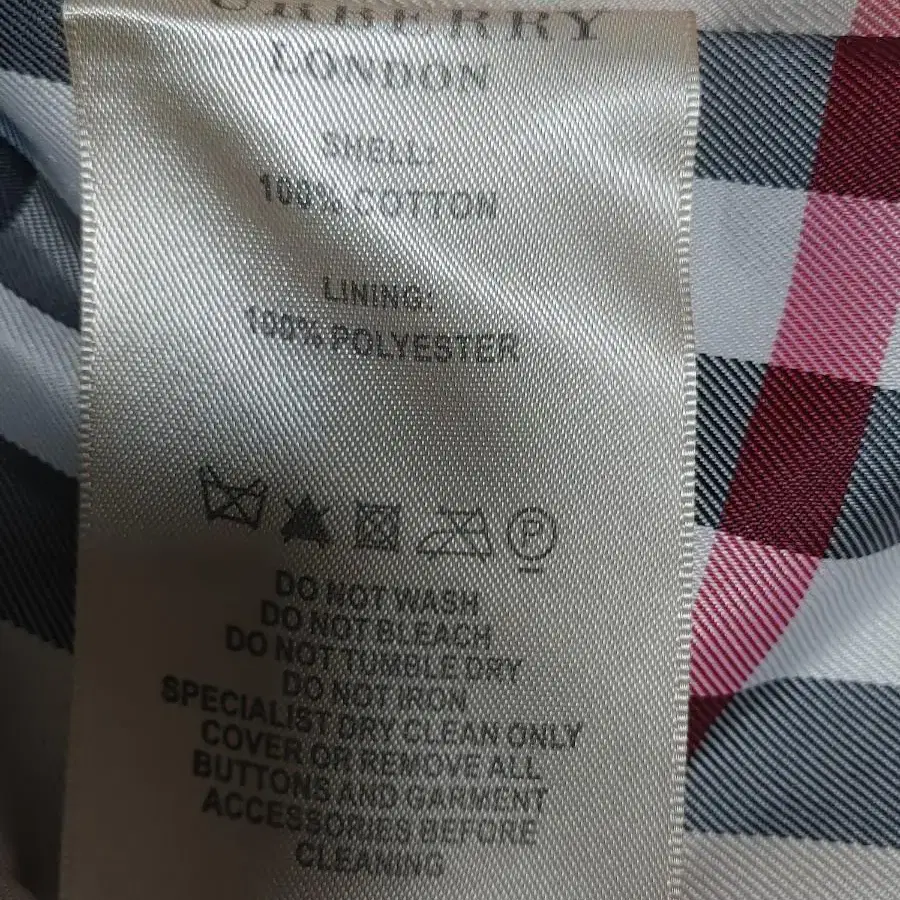 BURBERRY
LONDON
SHELL
100% COTTON
LINING:
100% POLYESTER
P
DO NOT WASH
DO NOT BLEACH
DO NOT TUMBLE DRY
DO NOT IRON
SPECIALIST DRY CLEAN ONLY
COVER OR REMOVE ALL
BUTTONS AND GARMENT
ACCESSORIES BEFORE
CLEANING